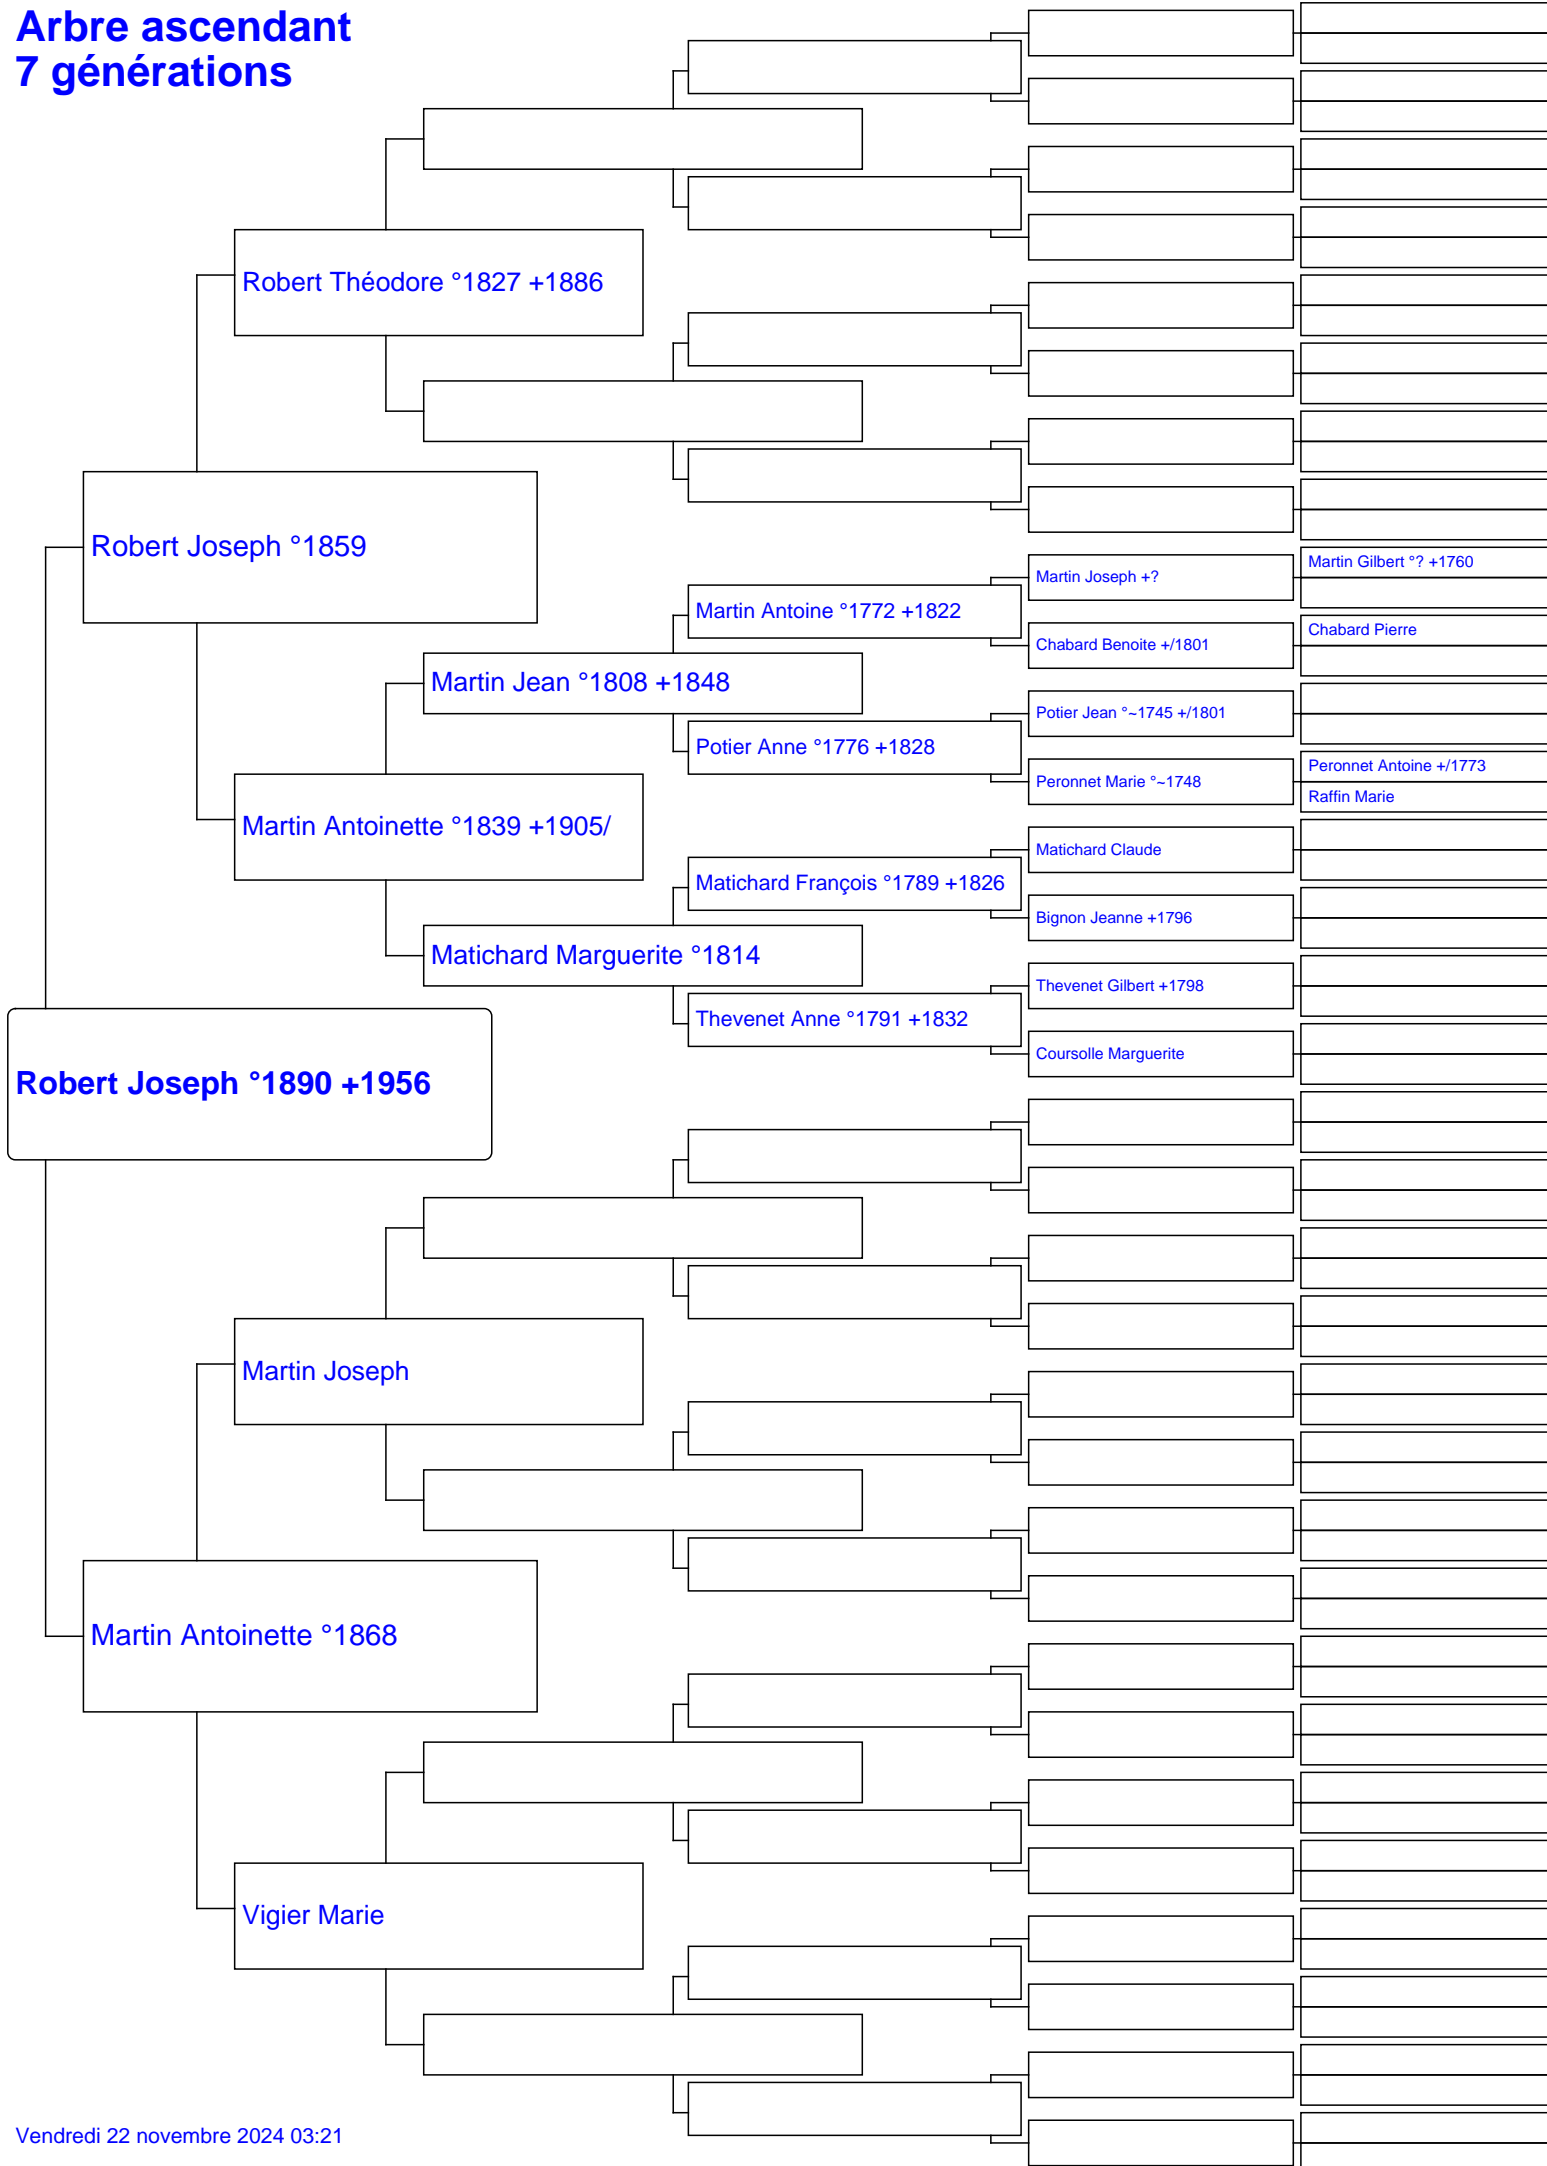 Arbre ascendant
7 générations
Robert Théodore °1827 +1886
Robert Joseph °1859
Martin Gilbert °? +1760
Martin Joseph +?
Martin Antoine °1772 +1822
Chabard Pierre
Chabard Benoite +/1801
Martin Jean °1808 +1848
Potier Jean °~1745 +/1801
Potier Anne °1776 +1828
Peronnet Antoine +/1773
Peronnet Marie °~1748
Raffin Marie
Martin Antoinette °1839 +1905/
Matichard Claude
Matichard François °1789 +1826
Bignon Jeanne +1796
Matichard Marguerite °1814
Thevenet Gilbert +1798
Thevenet Anne °1791 +1832
Coursolle Marguerite
Robert Joseph °1890 +1956
Martin Joseph
Martin Antoinette °1868
Vigier Marie
Vendredi 22 novembre 2024 03:21